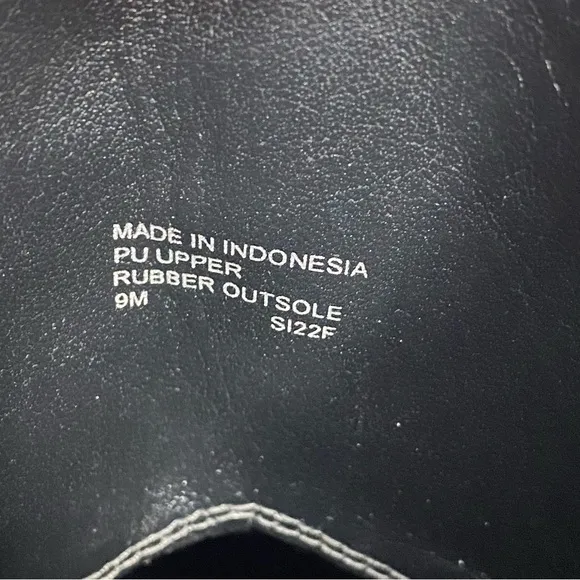 MADE IN INDONESIA
PU UPPER
RUBBER OUTSOLE
9M
SI22F